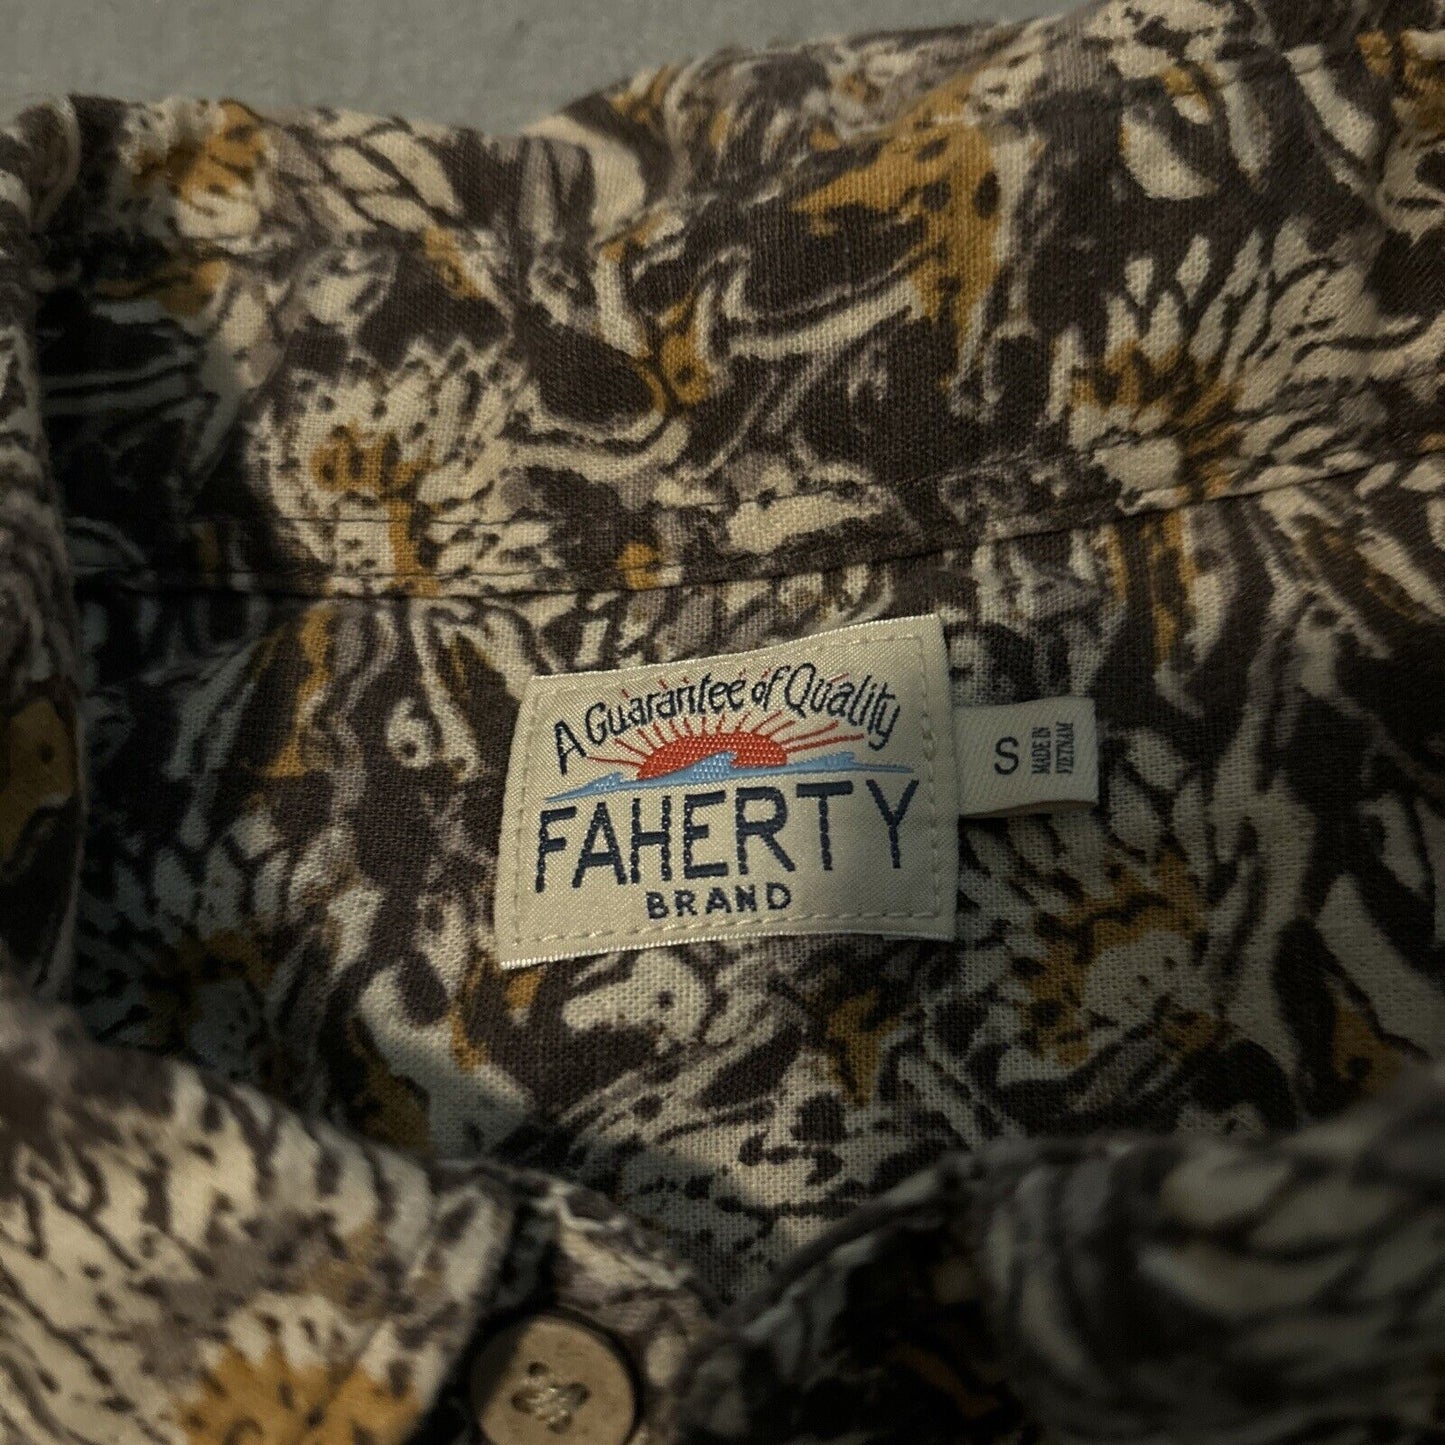 A Guarantee of Quality
FAHERTY
BRAND
S
MADE IN
VIETNAM